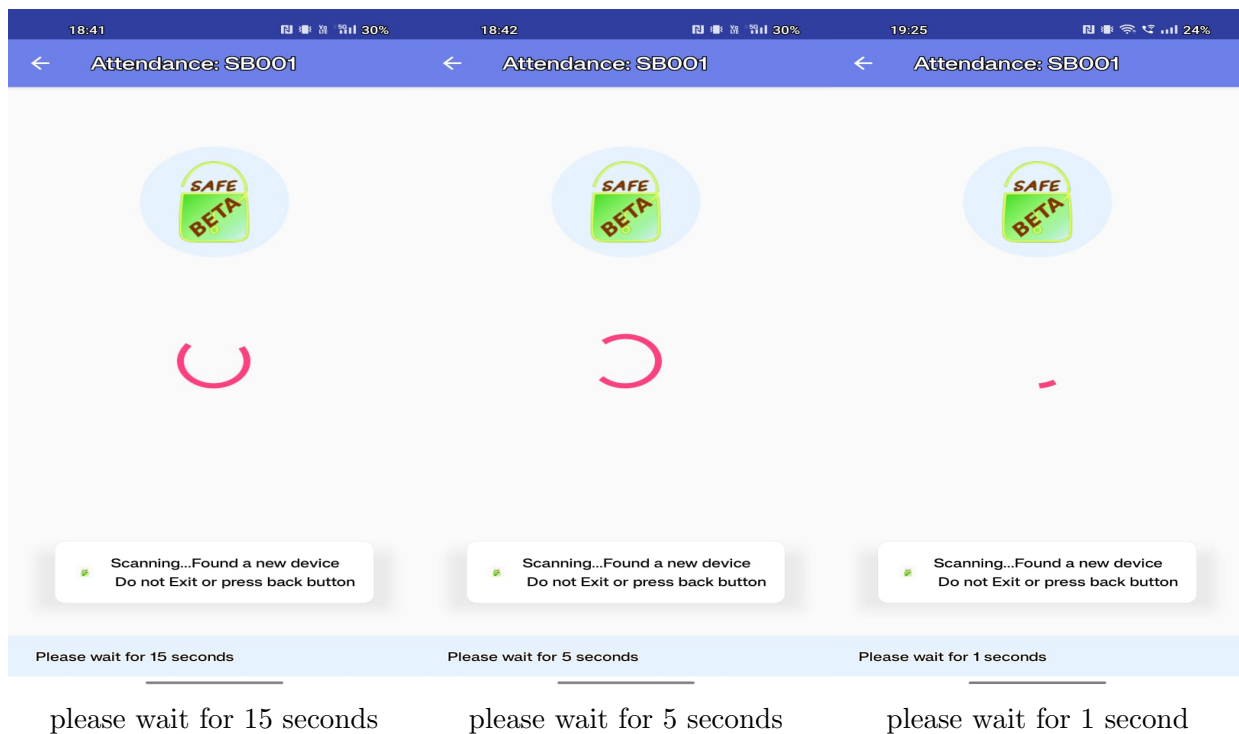 18:41
30%
Attendance: SB001
SAFE
BETA
Scanning...Found a new device
Do not Exit or press back button
Please wait for 15 seconds
please wait for 15 seconds
18:42
30%
Attendance: SB001
SAFE
BETA
Scanning...Found a new device
Do not Exit or press back button
Please wait for 5 seconds
please wait for 5 seconds
19:25
24%
Attendance: SB001
SAFE
BETA
Scanning...Found a new device
Do not Exit or press back button
Please wait for 1 seconds
please wait for 1 second